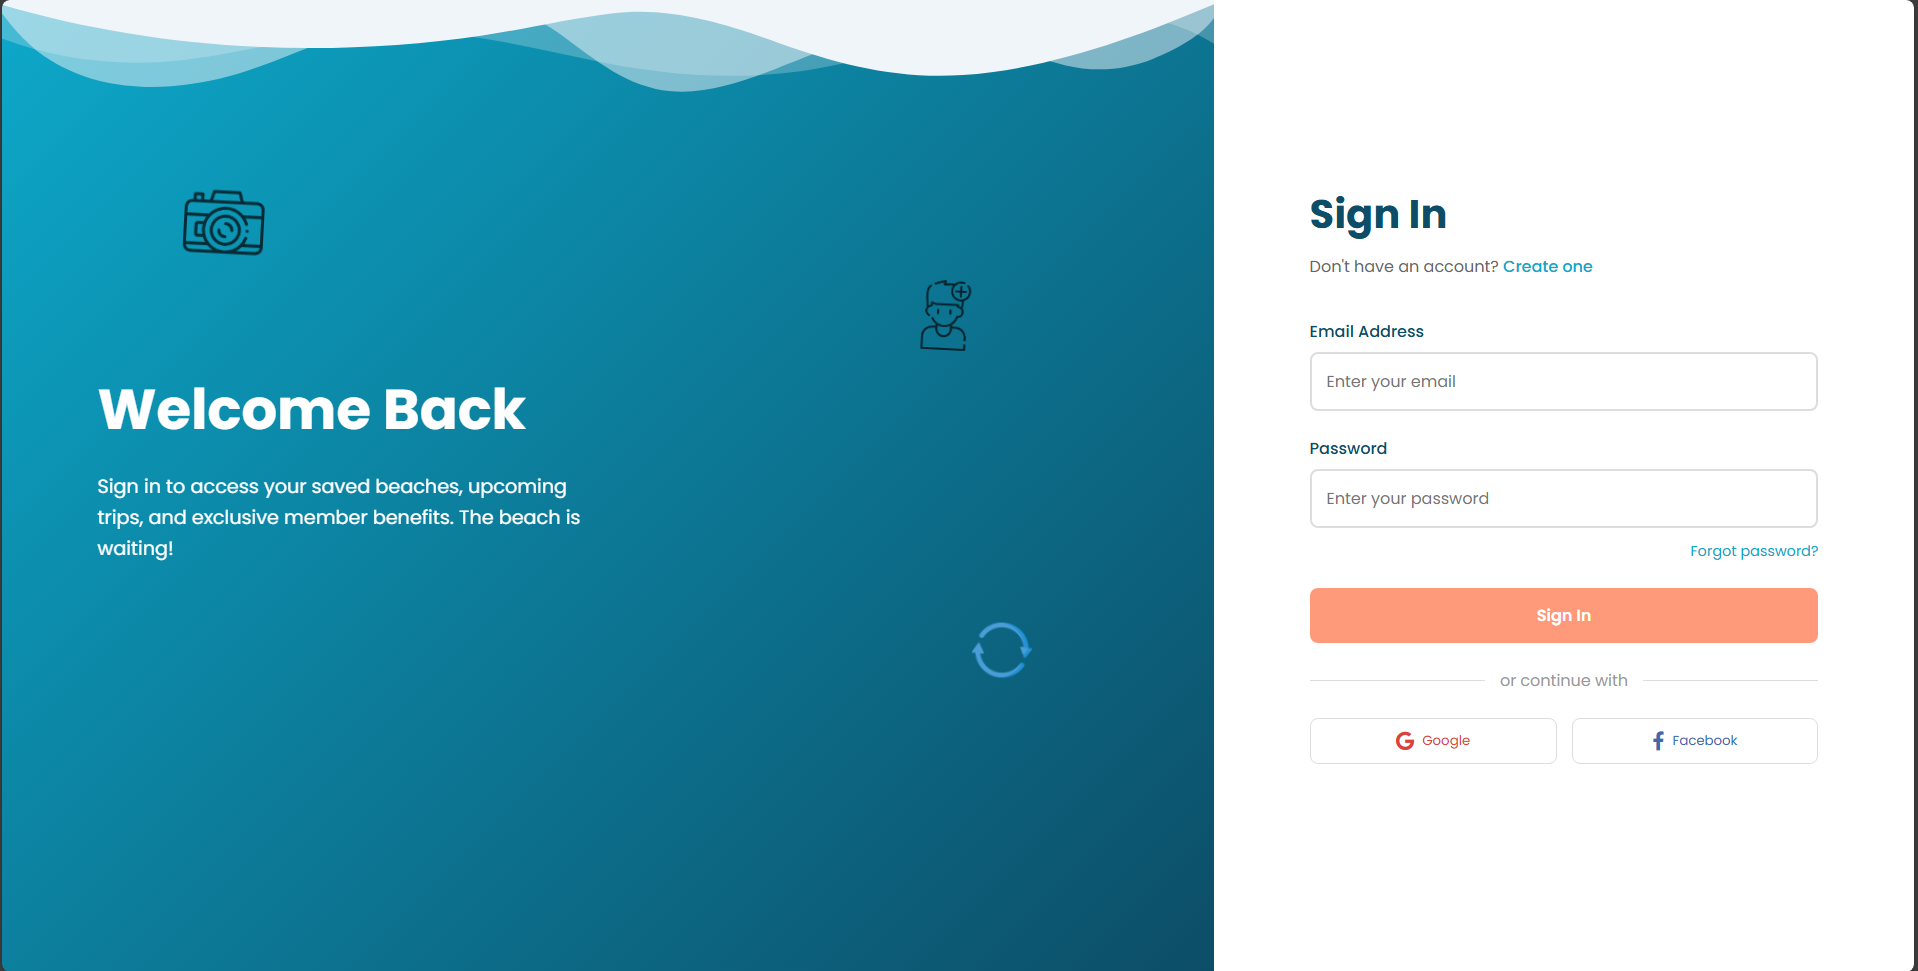 Welcome Back
Sign in to access your saved beaches, upcoming
trips, and exclusive member benefits. The beach is
waiting!
Sign In
Don't have an account? Create one
Email Address
Enter your email
Password
Enter your password
Forgot password?
Sign In
or continue with
Google
Facebook